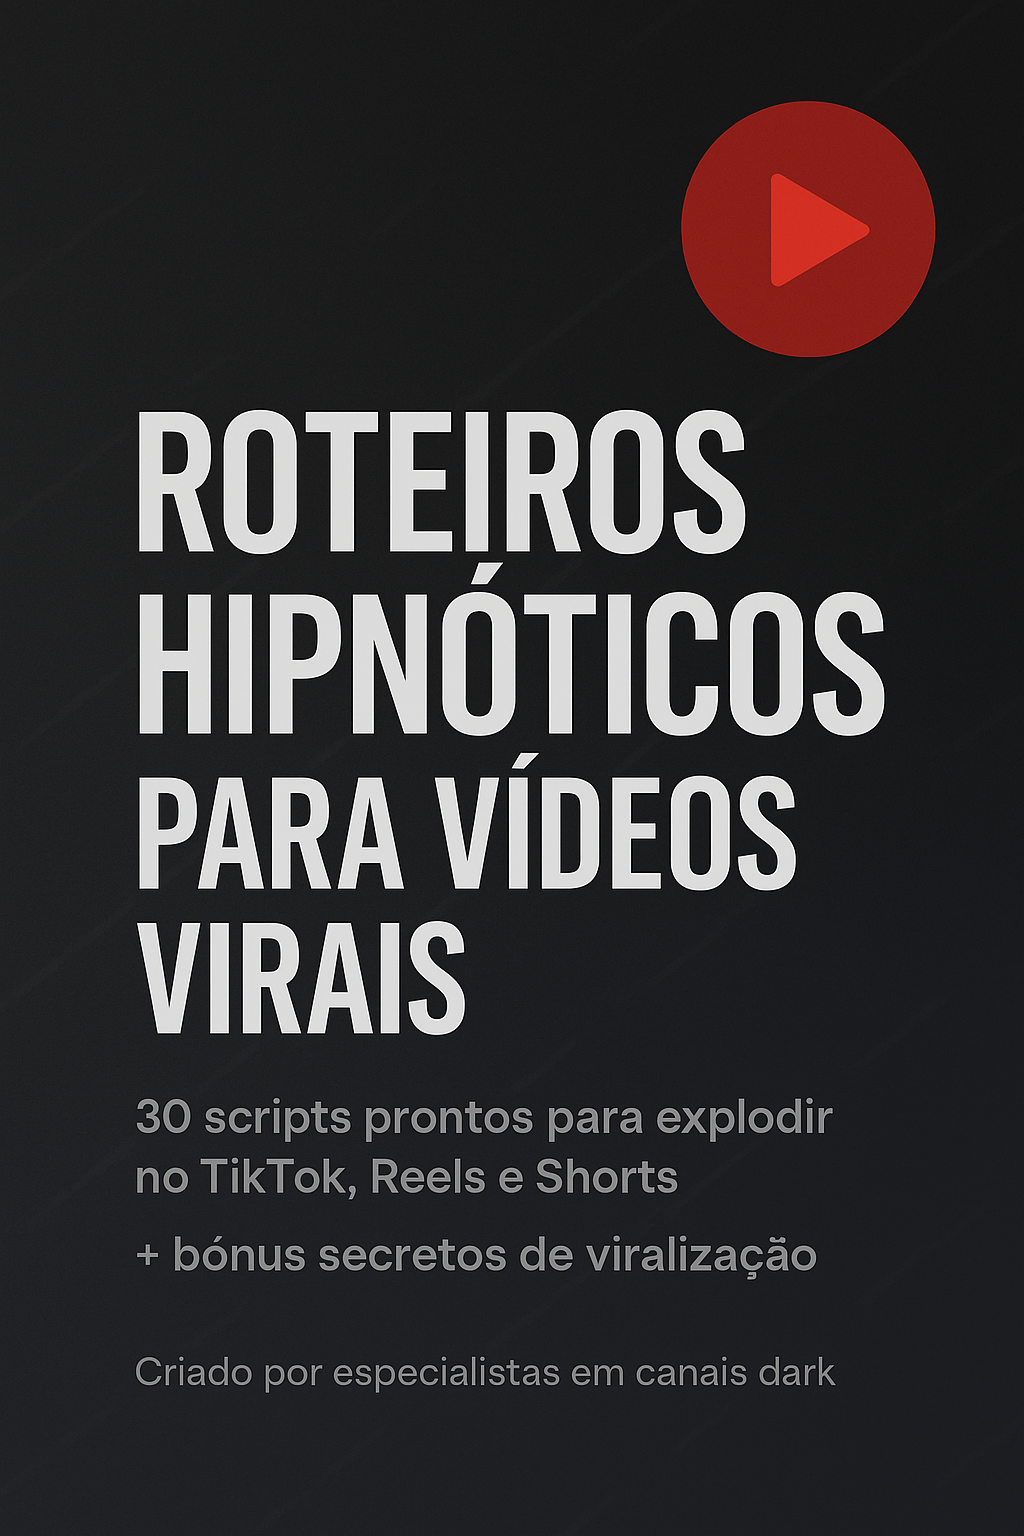 ROTEIROS
HIPNÓTICOS
PARA VÍDEOS
VIRAIS
30 scripts prontos para explodir
no TikTok, Reels e Shorts
+ bónus secretos de viralização
Criado por especialistas em canais dark